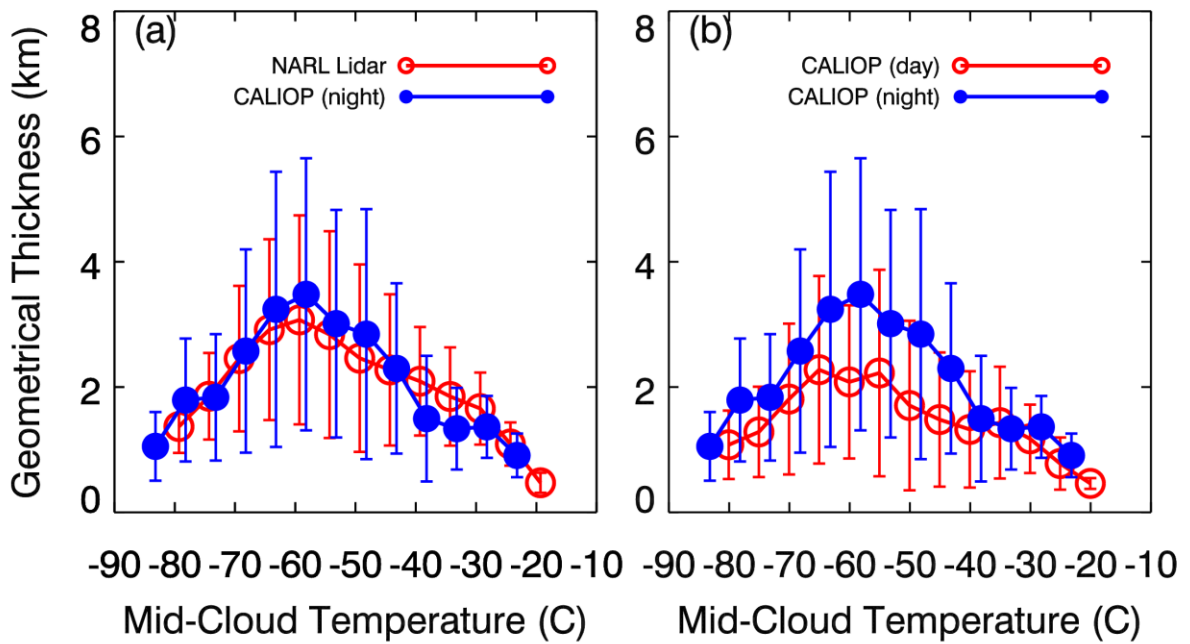 (a)
NARL Lidar
CALIOP (night)
8
6
4
2
0
-90 -80 -70 -60 -50 -40 -30 -20 -10
Mid-Cloud Temperature (C)
Geometrical Thickness (km)
(b)
CALIOP (day)
CALIOP (night)
8
6
4
2
0
-90 -80 -70 -60 -50 -40 -30 -20 -10
Mid-Cloud Temperature (C)